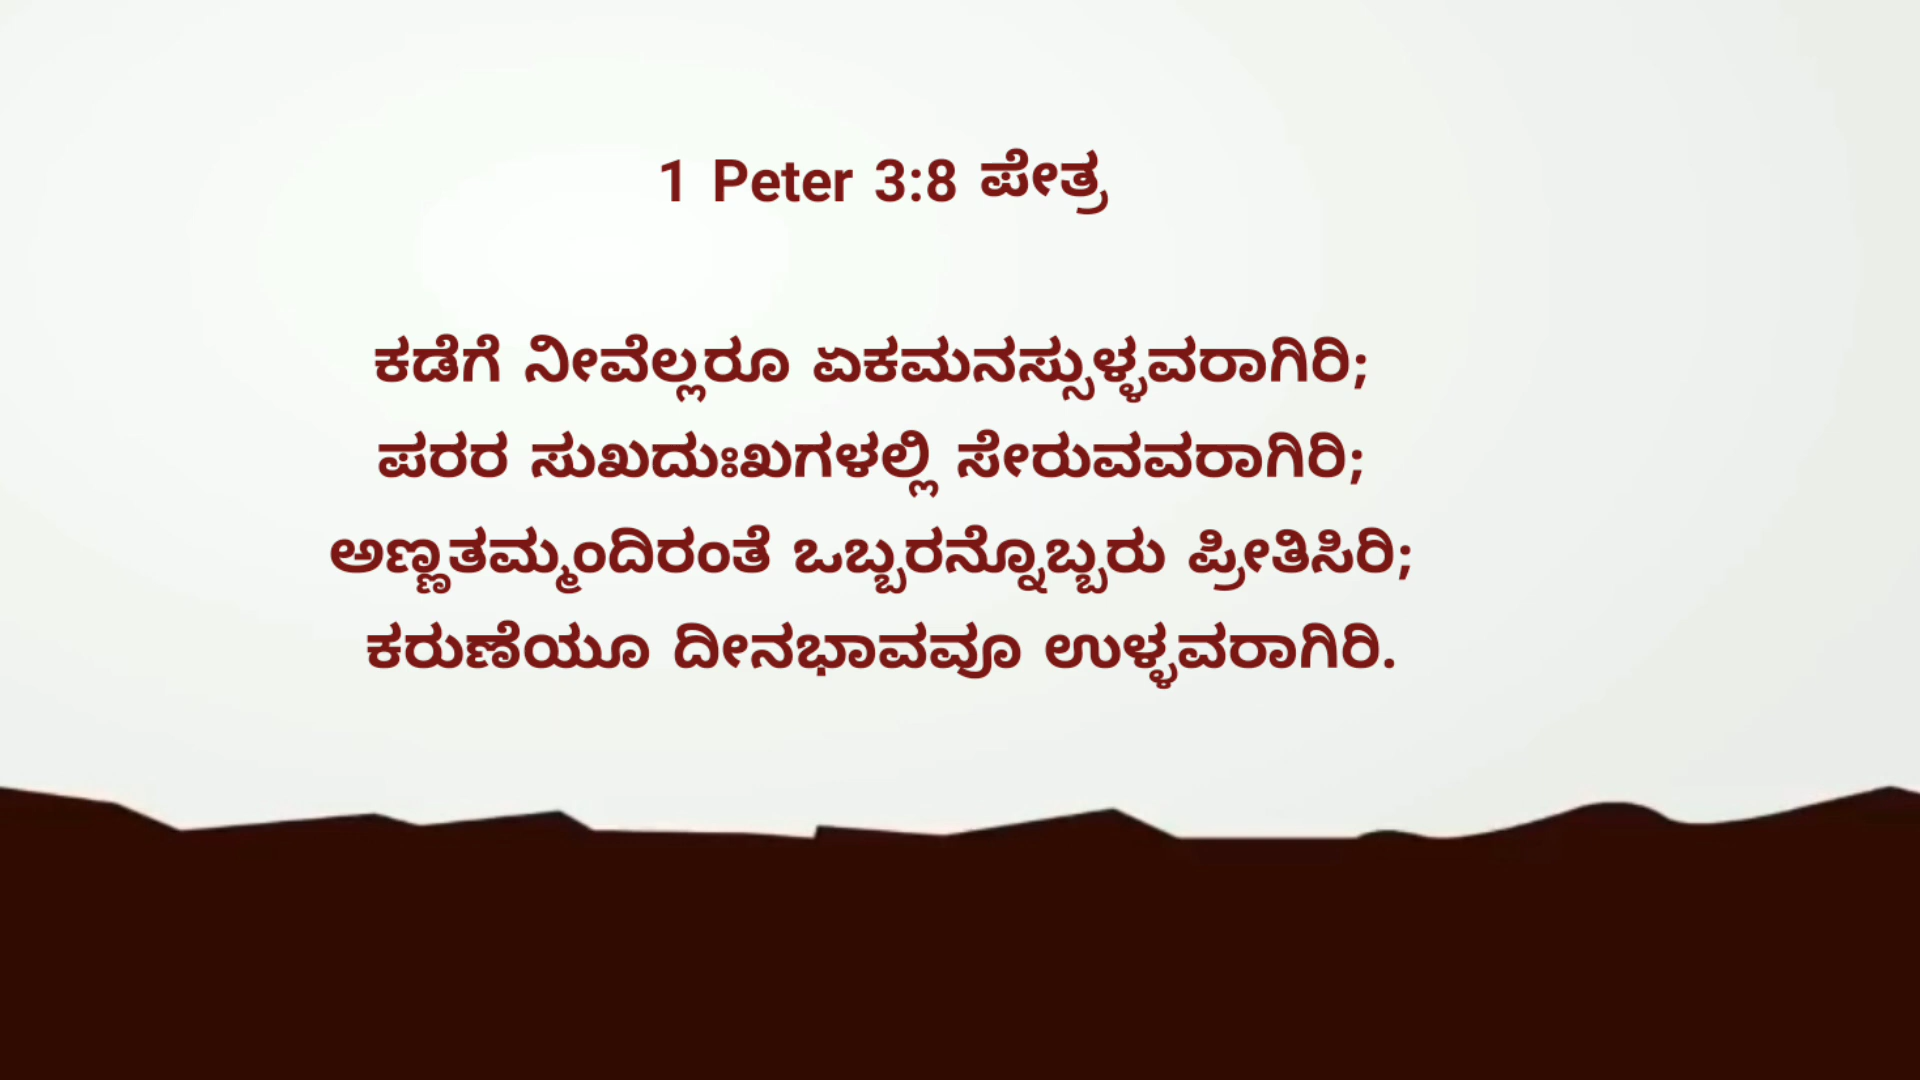 1 Peter 3:8 ಪೇತ್ರ
ಕಡೆಗೆ ನೀವೆಲ್ಲರೂ ಏಕಮನಸ್ಸುಳ್ಳವರಾಗಿರಿ;
ಪರರ ಸುಖದುಃಖಗಳಲ್ಲಿ ಸೇರುವವರಾಗಿರಿ;
ಅಣ್ಣತಮ್ಮಂದಿರಂತೆ ಒಬ್ಬರನ್ನೊಬ್ಬರು ಪ್ರೀತಿಸಿರಿ;
ಕರುಣೆಯೂ ದೀನಭಾವವೂ ಉಳ್ಳವರಾಗಿರಿ.